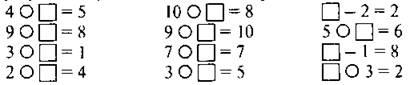 4 ○ □ = 5 10 ○ □ = 8 □ − 2 = 2
9 ○ □ = 8 9 ○ □ = 10 5 ○ □ = 6
3 ○ □ = 1 7 ○ □ = 7 □ − 1 = 8
2 ○ □ = 4 3 ○ □ = 5 □ ○ 3 = 2